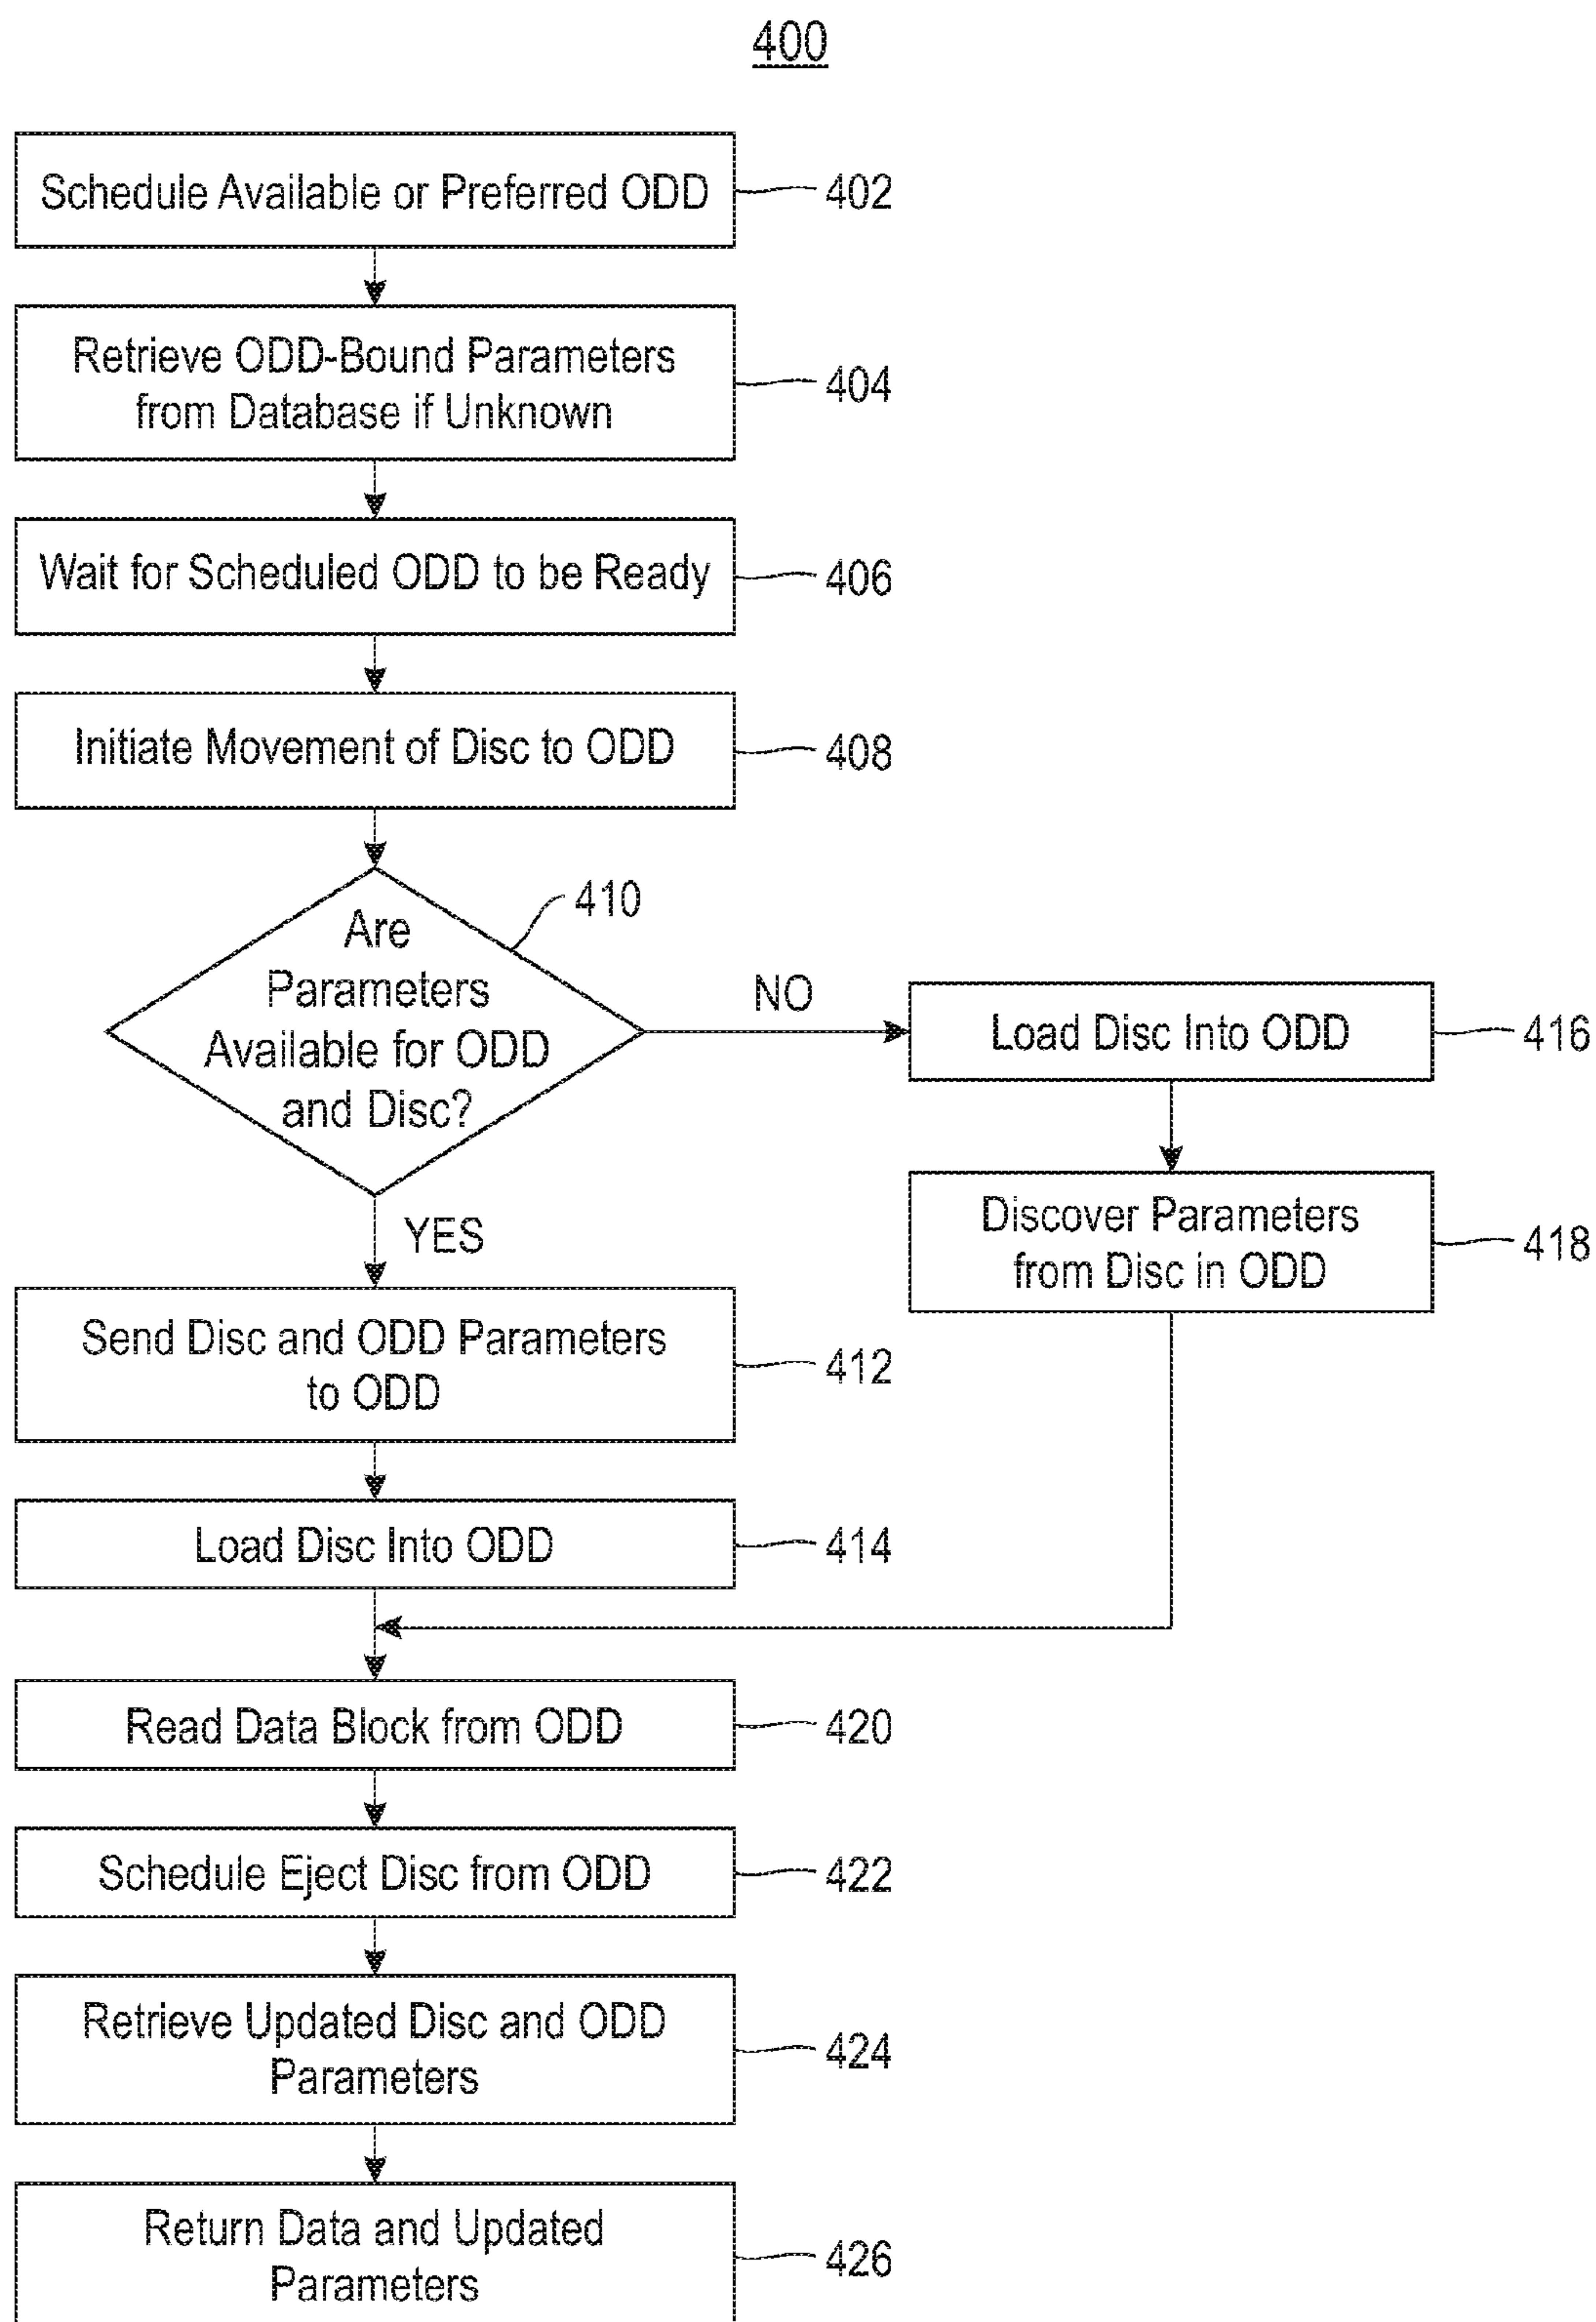 400
Schedule Available or Preferred ODD
402
Retrieve ODD-Bound Parameters
from Database if Unknown
404
Wait for Scheduled ODD to be Ready
406
Initiate Movement of Disc to ODD
408
Are
Parameters
Available for ODD
and Disc?
410
NO
Load Disc Into ODD
416
Discover Parameters
from Disc in ODD
418
YES
Send Disc and ODD Parameters
to ODD
412
Load Disc Into ODD
414
Read Data Block from ODD
420
Schedule Eject Disc from ODD
422
Retrieve Updated Disc and ODD
Parameters
424
Return Data and Updated
Parameters
426